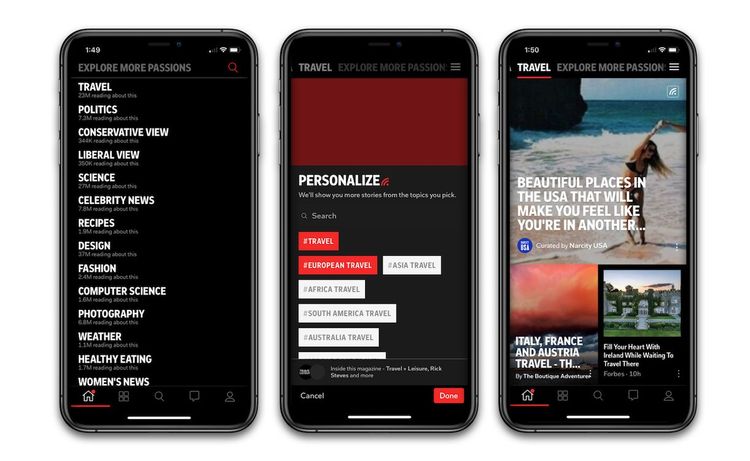 1:49
EXPLORE MORE PASSIONS
TRAVEL
23M reading about this
POLITICS
7.3M reading about this
CONSERVATIVE VIEW
344K reading about this
LIBERAL VIEW
350K reading about this
SCIENCE
27M reading about this
CELEBRITY NEWS
7.8M reading about this
RECIPES
1.9M reading about this
DESIGN
37M reading about this
FASHION
2.4M reading about this
COMPUTER SCIENCE
1.6M reading about this
PHOTOGRAPHY
6.8M reading about this
WEATHER
1.1M reading about this
HEALTHY EATING
1.7M reading about this
WOMEN'S NEWS
TRAVEL EXPLORE MORE PASSION
PERSONALIZE
We'll show you more stories from the topics you pick.
Search
#TRAVEL
#EUROPEAN TRAVEL #ASIA TRAVEL
#AFRICA TRAVEL
#SOUTH AMERICA TRAVEL
#AUSTRALIA TRAVEL
Inside this magazine - Travel + Leisure, Rick
Steves and more
Cancel Done
1:50
TRAVEL EXPLORE MORE PASSION
BEAUTIFUL PLACES IN
THE USA THAT WILL
MAKE YOU FEEL LIKE
YOU'RE IN ANOTHER...
Curated by Narcity USA
ITALY, FRANCE
AND AUSTRIA
TRAVEL - TH...
By The Boutique Adventurer
Fill Your Heart With
Ireland While Waiting To
Travel There
Forbes · 10h